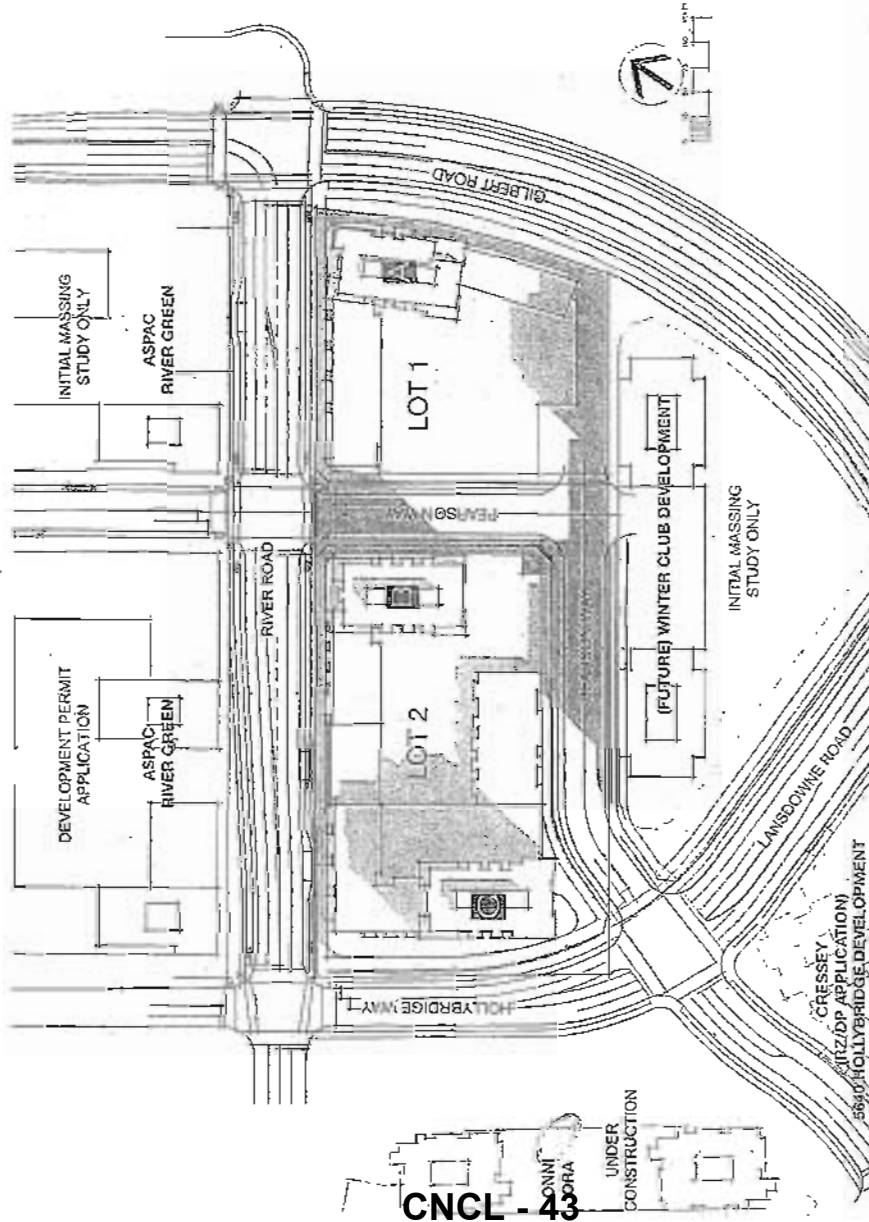 GILBERT ROAD
INITIAL MASSING
STUDY ONLY
ASPAC
RIVER GREEN
LOT 1
PEARSON WAY
RIVER ROAD
(FUTURE) WINTER CLUB DEVELOPMENT
INITIAL MASSING
STUDY ONLY
DEVELOPMENT PERMIT
APPLICATION
ASPAC
RIVER GREEN
LOT 2
LANSDOWNE ROAD
HOLLYBRDIGE WAY
CRESSEY
(RZ/DP APPLICATION)
5640 HOLLYBRIDGE DEVELOPMENT
ONNI
ORA
UNDER
CONSTRUCTION
CNCL - 43